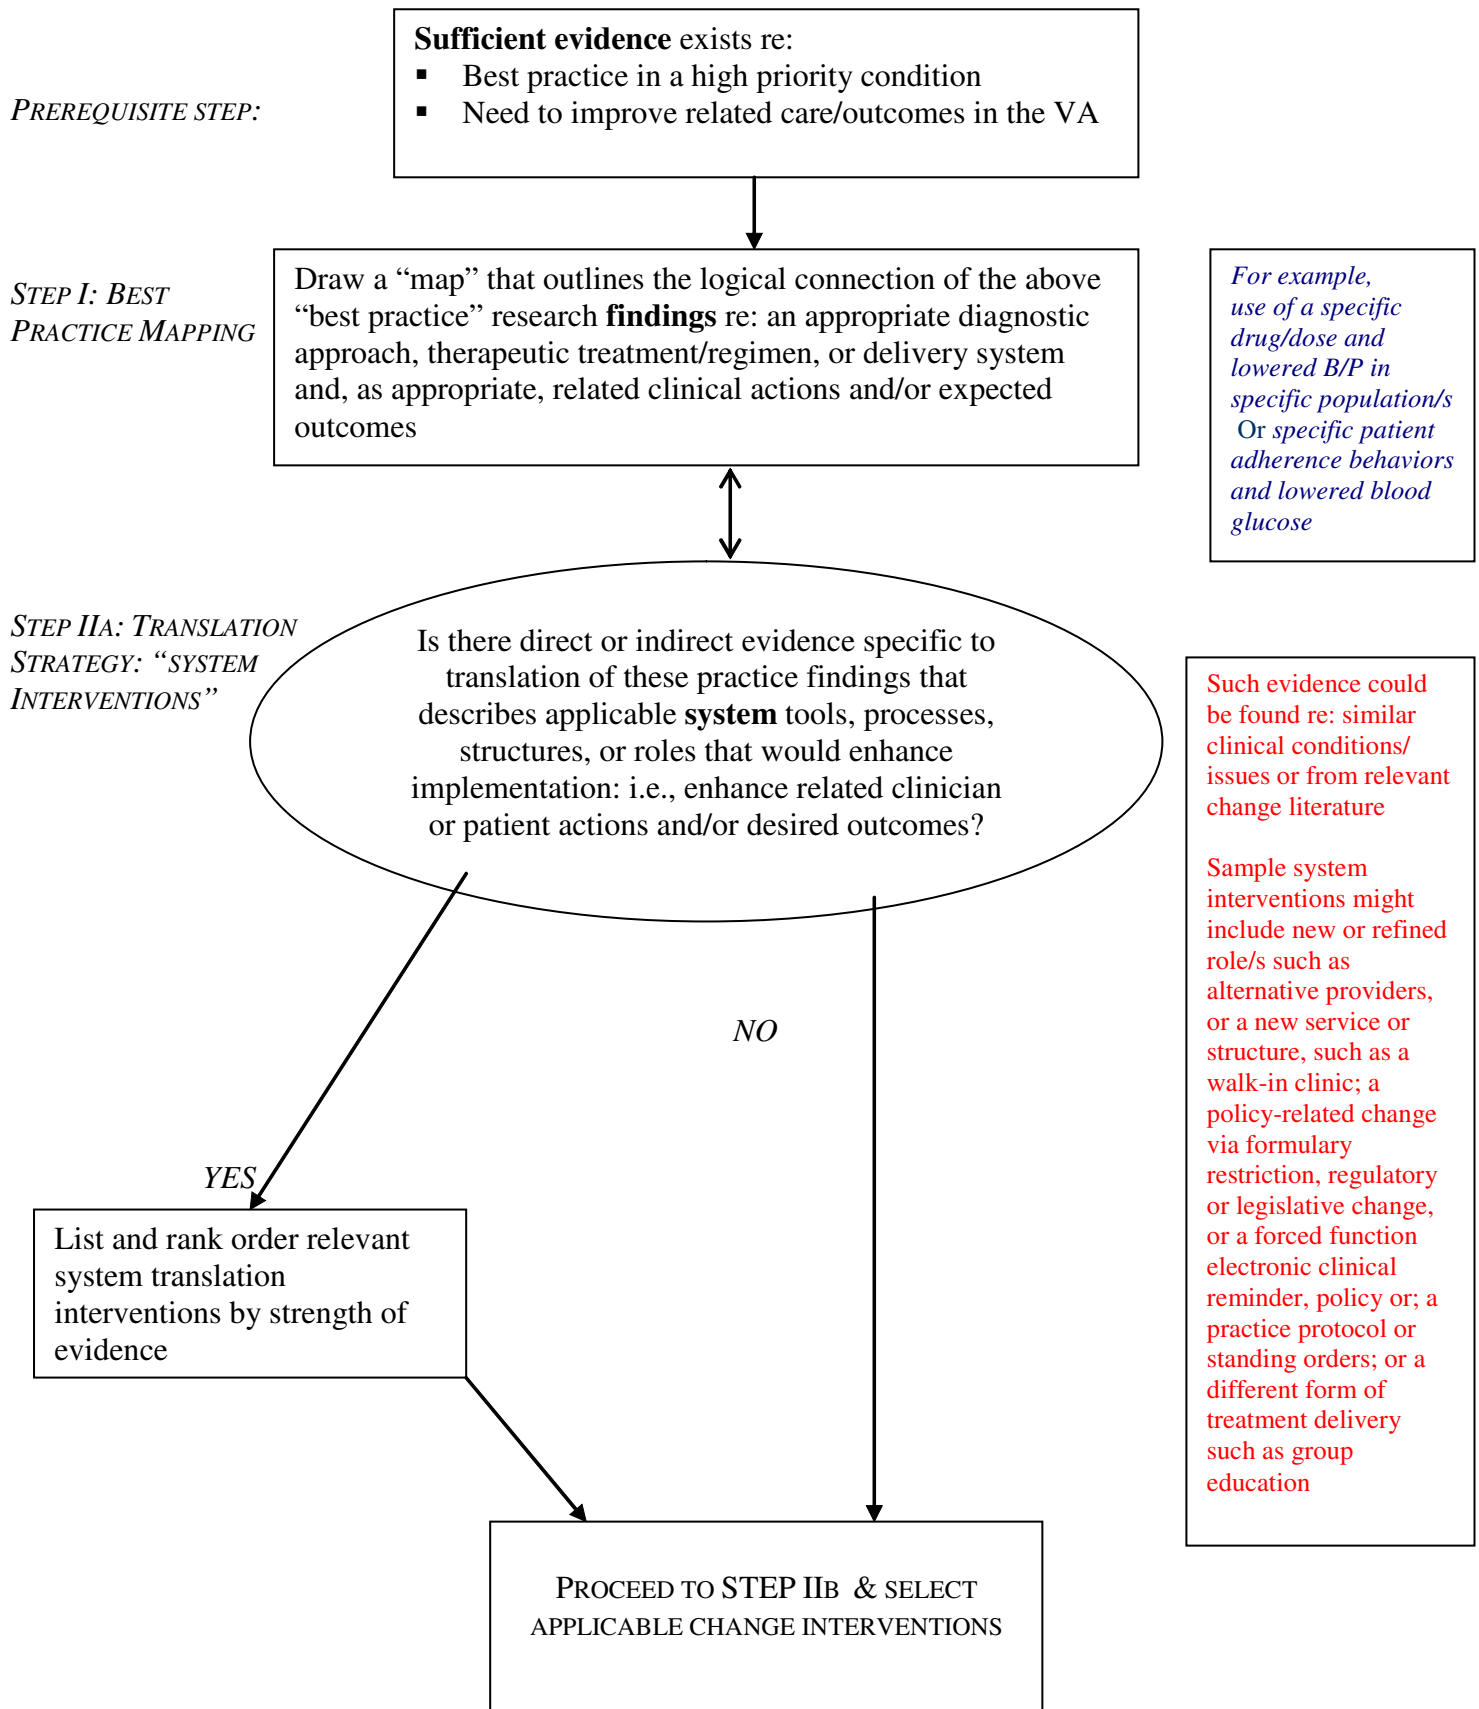 Sufficient evidence exists re:
▪ Best practice in a high priority condition
▪ Need to improve related care/outcomes in the VA
PREREQUISITE STEP:
STEP I: BEST
PRACTICE MAPPING
Draw a “map” that outlines the logical connection of the above
“best practice” research findings re: an appropriate diagnostic
approach, therapeutic treatment/regimen, or delivery system
and, as appropriate, related clinical actions and/or expected
outcomes
For example,
use of a specific
drug/dose and
lowered B/P in
specific population/s
Or specific patient
adherence behaviors
and lowered blood
glucose
STEP IIA: TRANSLATION
STRATEGY: “SYSTEM
INTERVENTIONS”
Is there direct or indirect evidence specific to
translation of these practice findings that
describes applicable system tools, processes,
structures, or roles that would enhance
implementation: i.e., enhance related clinician
or patient actions and/or desired outcomes?
Such evidence could
be found re: similar
clinical conditions/
issues or from relevant
change literature
Sample system
interventions might
include new or refined
role/s such as
alternative providers,
or a new service or
structure, such as a
walk-in clinic; a
policy-related change
via formulary
restriction, regulatory
or legislative change,
or a forced function
electronic clinical
reminder, policy or; a
practice protocol or
standing orders; or a
different form of
treatment delivery
such as group
education
NO
YES
List and rank order relevant
system translation
interventions by strength of
evidence
PROCEED TO STEP IIB & SELECT
APPLICABLE CHANGE INTERVENTIONS